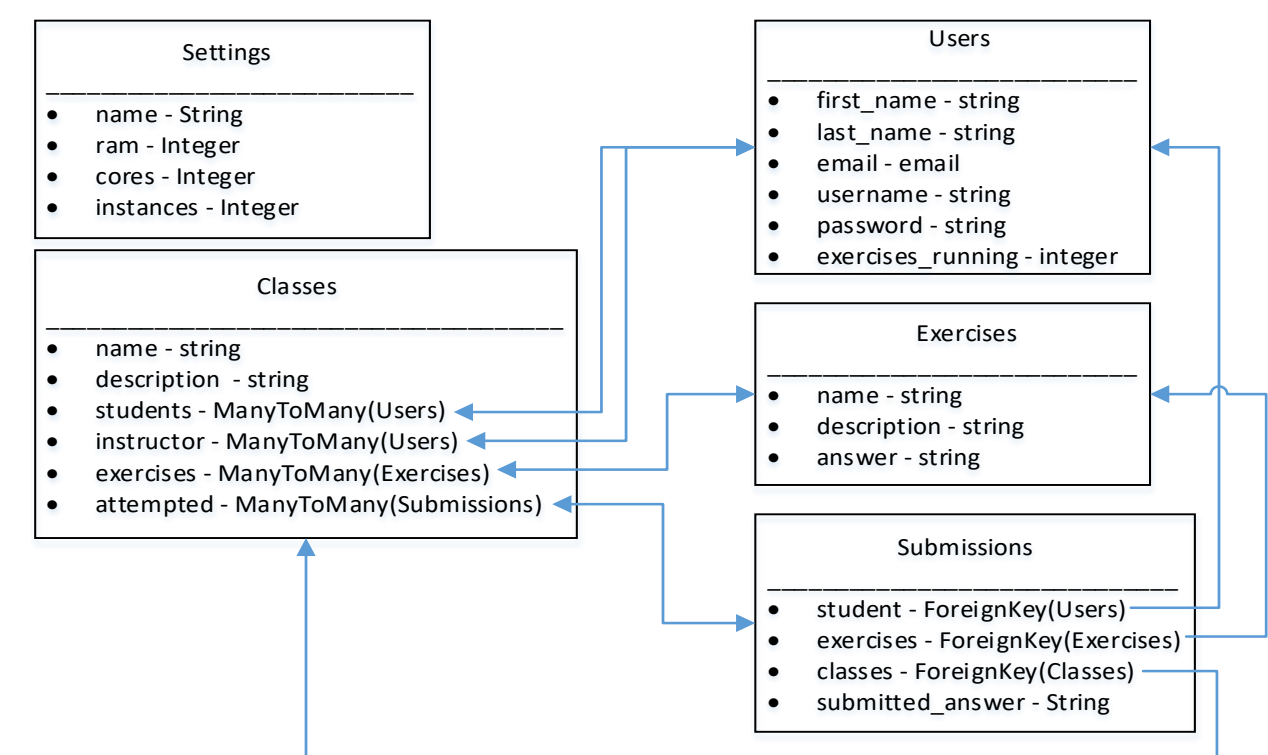 Settings
name - String
ram - Integer
cores - Integer
instances - Integer
Classes
name - string
description - string
students - ManyToMany(Users)
instructor - ManyToMany(Users)
exercises - ManyToMany(Exercises)
attempted - ManyToMany(Submissions)
Users
first_name - string
last_name - string
email - email
username - string
password - string
exercises_running - integer
Exercises
name - string
description - string
answer - string
Submissions
student - ForeignKey(Users)
exercises - ForeignKey(Exercises)
classes - ForeignKey(Classes)
submitted_answer - String